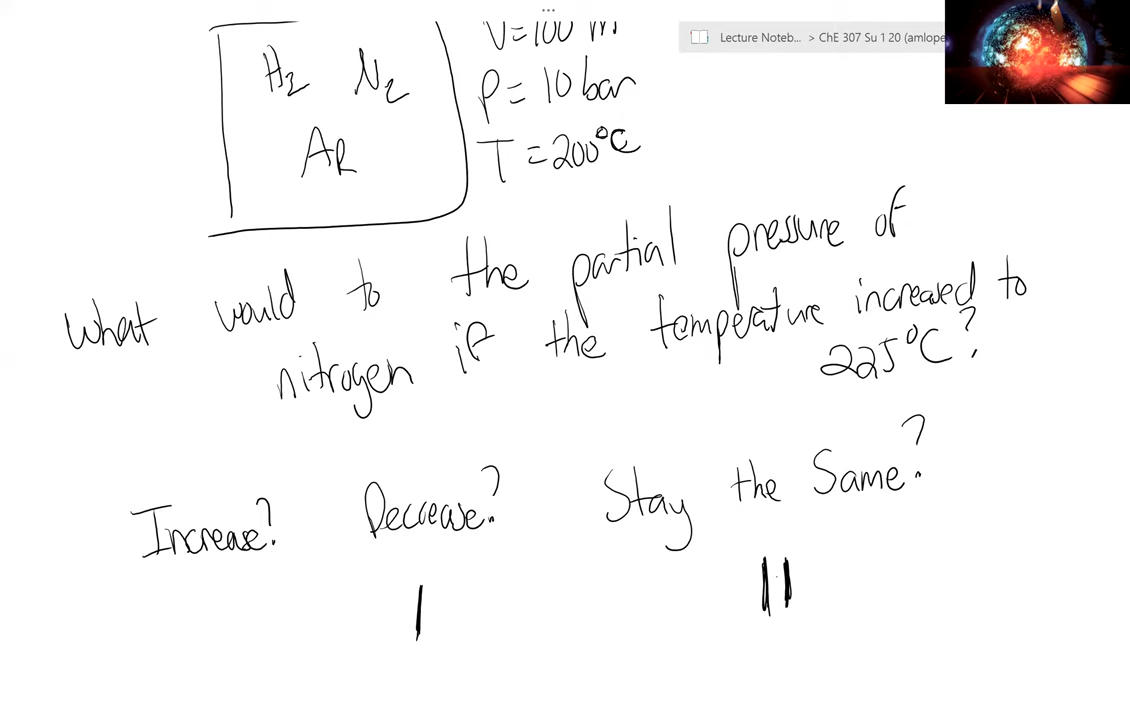 V=100 m
Lecture Noteb... > ChE 307 Su 1 20 (amlope
H2 N2
P = 10 bar
AR
T = 200°C
What would to the partial pressure of
nitrogen if the temperature increased to
225°C?
Increase? Decrease? Stay the Same?
| ||